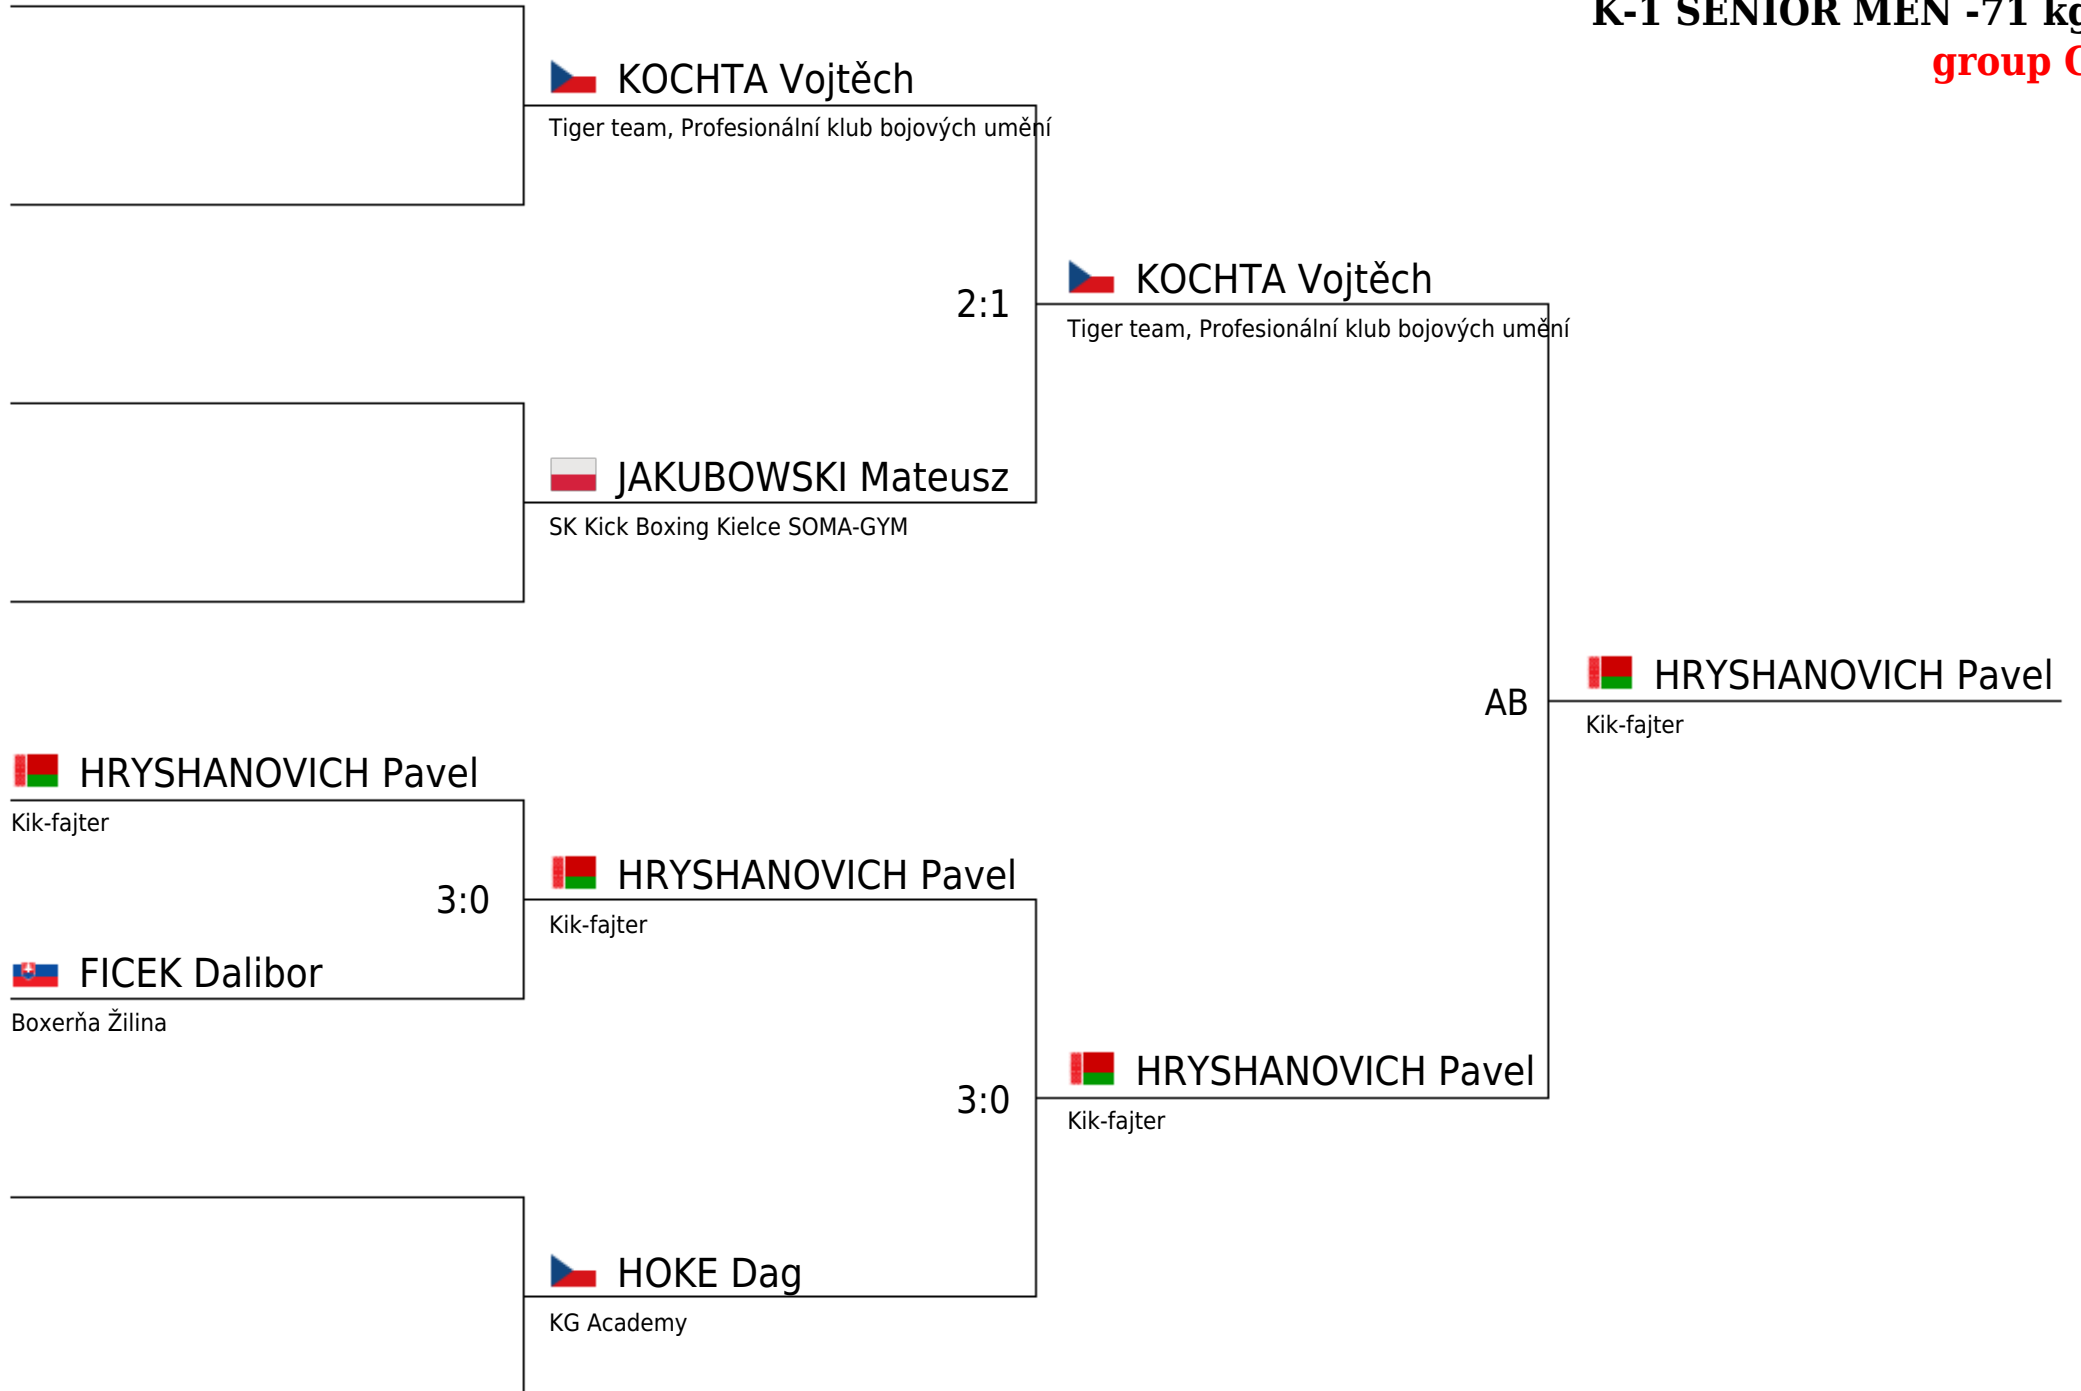 K-1 SENIOR MEN -71 kg
group C
KOCHTA Vojtěch
Tiger team, Profesionální klub bojových umění
2:1
KOCHTA Vojtěch
Tiger team, Profesionální klub bojových umění
JAKUBOWSKI Mateusz
SK Kick Boxing Kielce SOMA-GYM
AB
HRYSHANOVICH Pavel
Kik-fajter
HRYSHANOVICH Pavel
Kik-fajter
3:0
HRYSHANOVICH Pavel
Kik-fajter
FICEK Dalibor
Boxerňa Žilina
3:0
HRYSHANOVICH Pavel
Kik-fajter
HOKE Dag
KG Academy